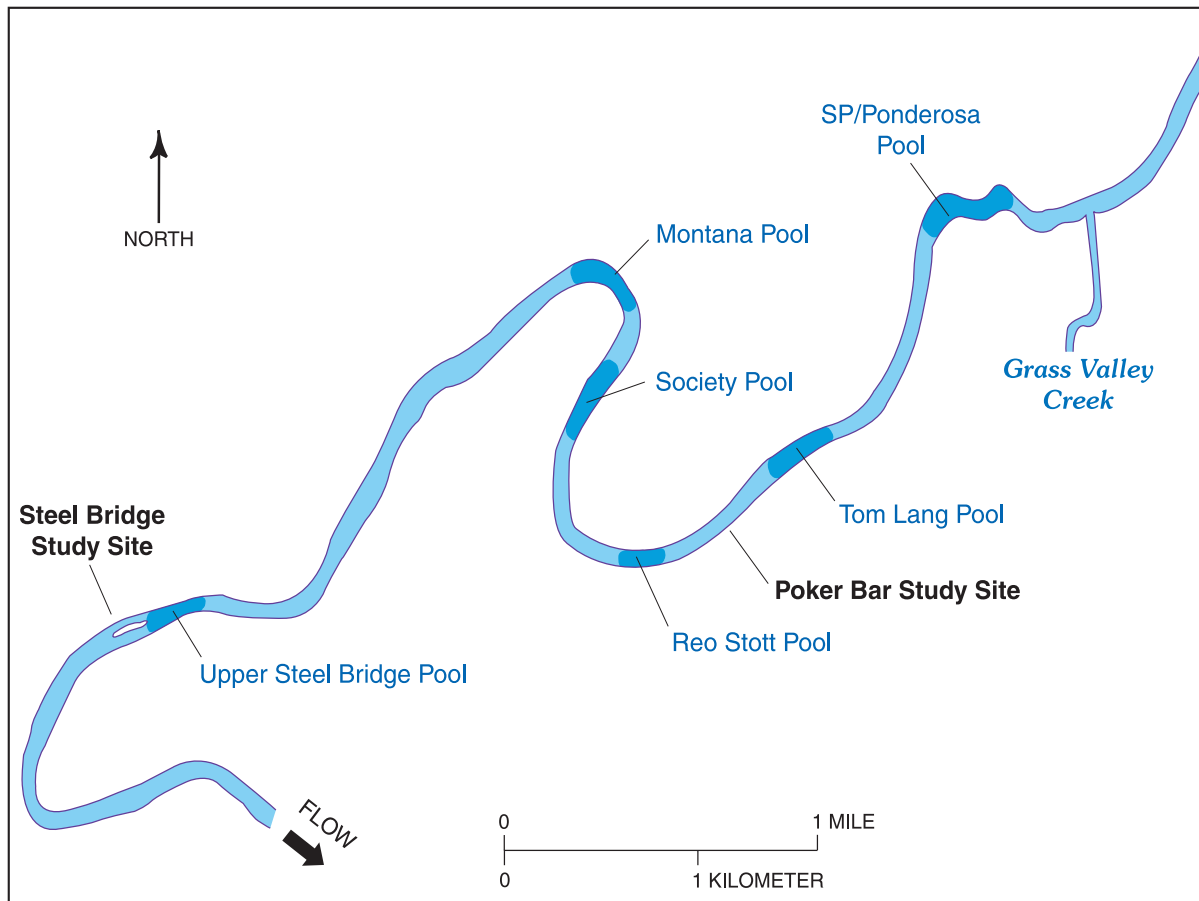 SP/Ponderosa
Pool
NORTH
Montana Pool
Grass Valley
Creek
Society Pool
Steel Bridge
Study Site
Tom Lang Pool
Poker Bar Study Site
Reo Stott Pool
Upper Steel Bridge Pool
FLOW
0 1 MILE
0 1 KILOMETER